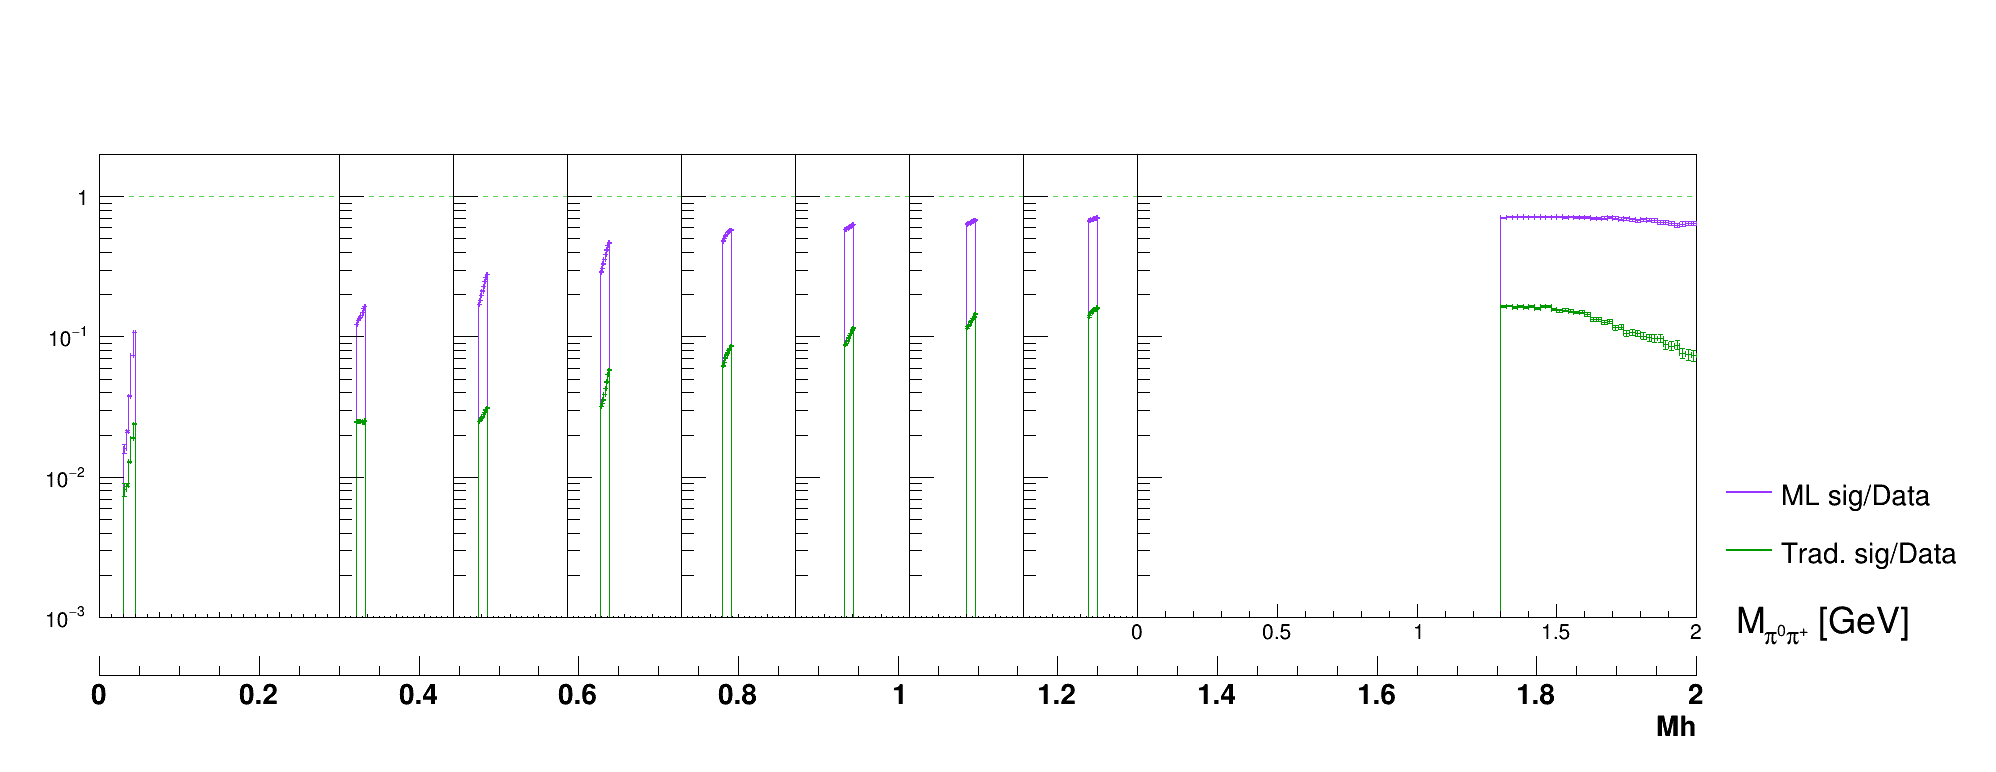 1
10⁻¹
10⁻²
10⁻³
ML sig/Data
Trad. sig/Data
Mπ⁰π⁺ [GeV]
0 0.5 1 1.5 2
0 0.2 0.4 0.6 0.8 1 1.2 1.4 1.6 1.8 2
Mh